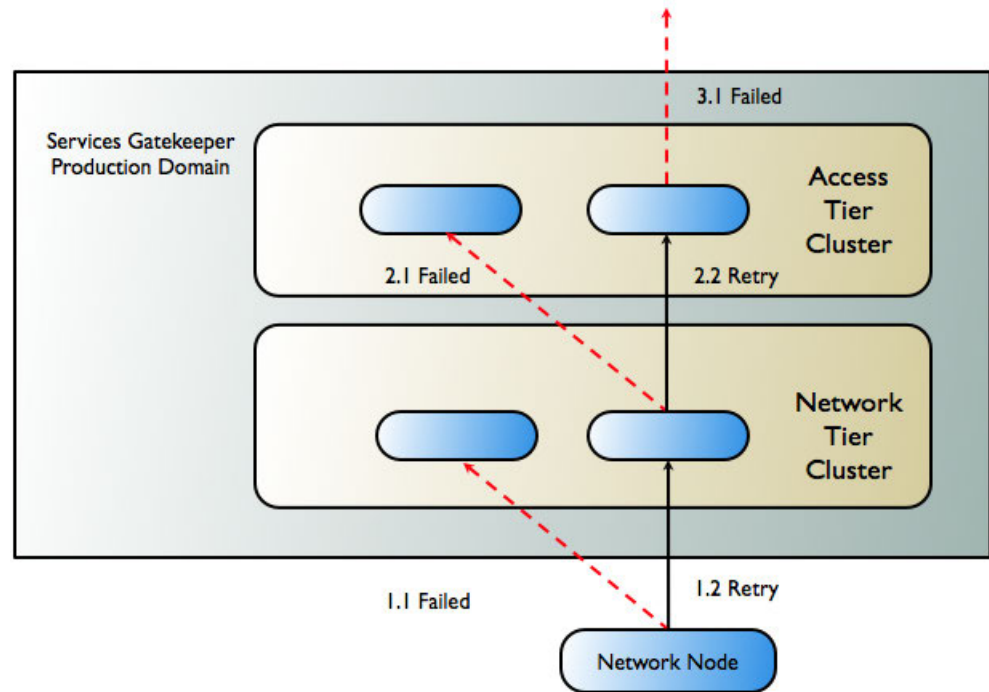 3.1 Failed
Services Gatekeeper
Production Domain
Access
Tier
Cluster
2.1 Failed
2.2 Retry
Network
Tier
Cluster
1.1 Failed
1.2 Retry
Network Node